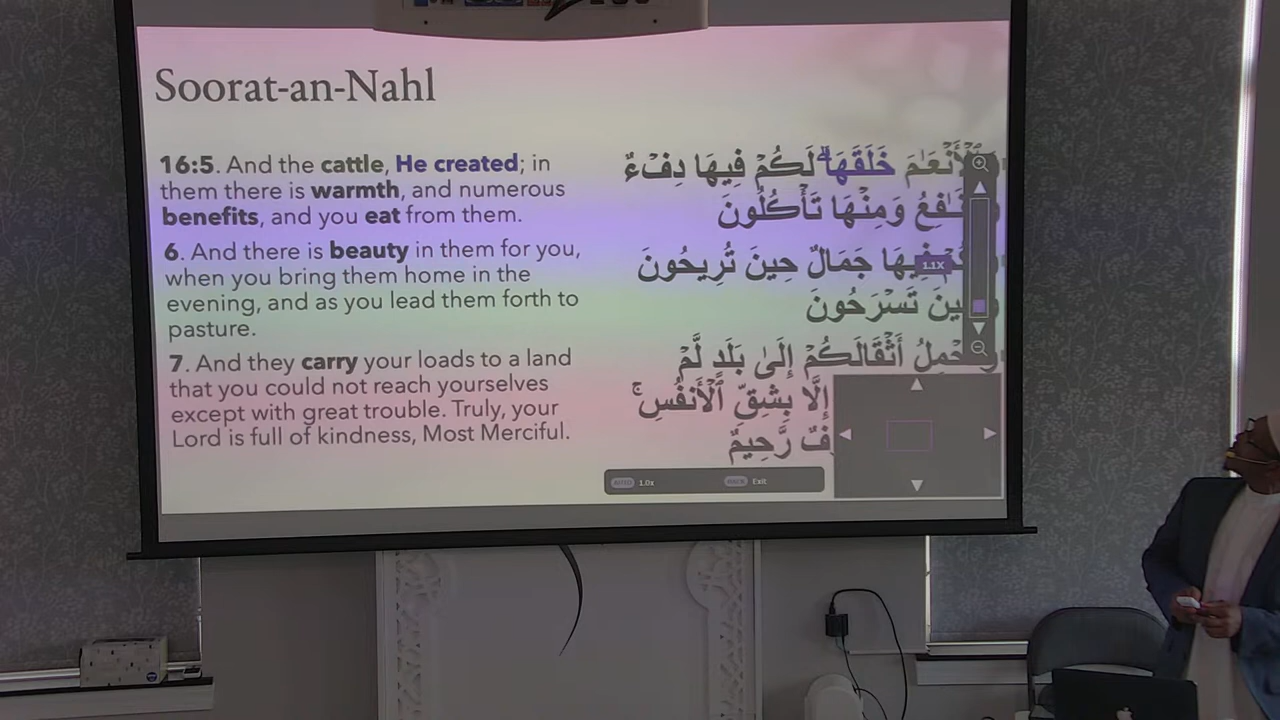 Soorat-an-Nahl
16:5. And the cattle, He created; in
them there is warmth, and numerous
benefits, and you eat from them.
6. And there is beauty in them for you,
when you bring them home in the
evening, and as you lead them forth to
pasture.
7. And they carry your loads to a land
that you could not reach yourselves
except with great trouble. Truly, your
Lord is full of kindness, Most Merciful.
خَلَقَهَا ۗ لَكُمْ فِيهَا دِفْءٌ
وَمِنْهَا تَأْكُلُونَ
جَمَالٌ حِينَ تُرِيحُونَ
تَسْرَحُونَ
أَثْقَالَكُمْ إِلَىٰ بَلَدٍ لَّمْ
إِلَّا بِشِقِّ ٱلْأَنفُسِ ۚ
رَّحِيمٌ
1.1X
AUTO 1.0x BACK Exit